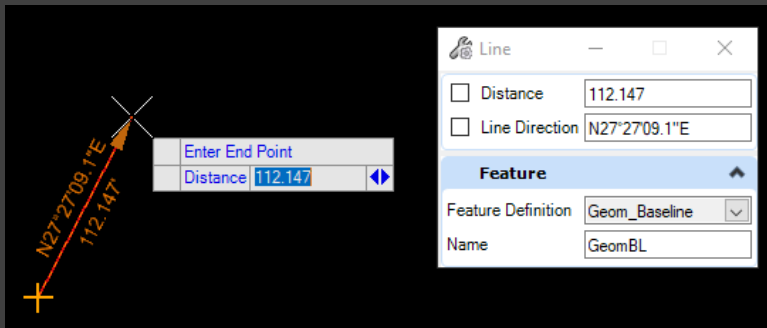 N27°27'09.1"E
112.147'
Enter End Point
Distance 112.147
Line
Distance 112.147
Line Direction N27°27'09.1"E
Feature
Feature Definition Geom_Baseline
Name GeomBL